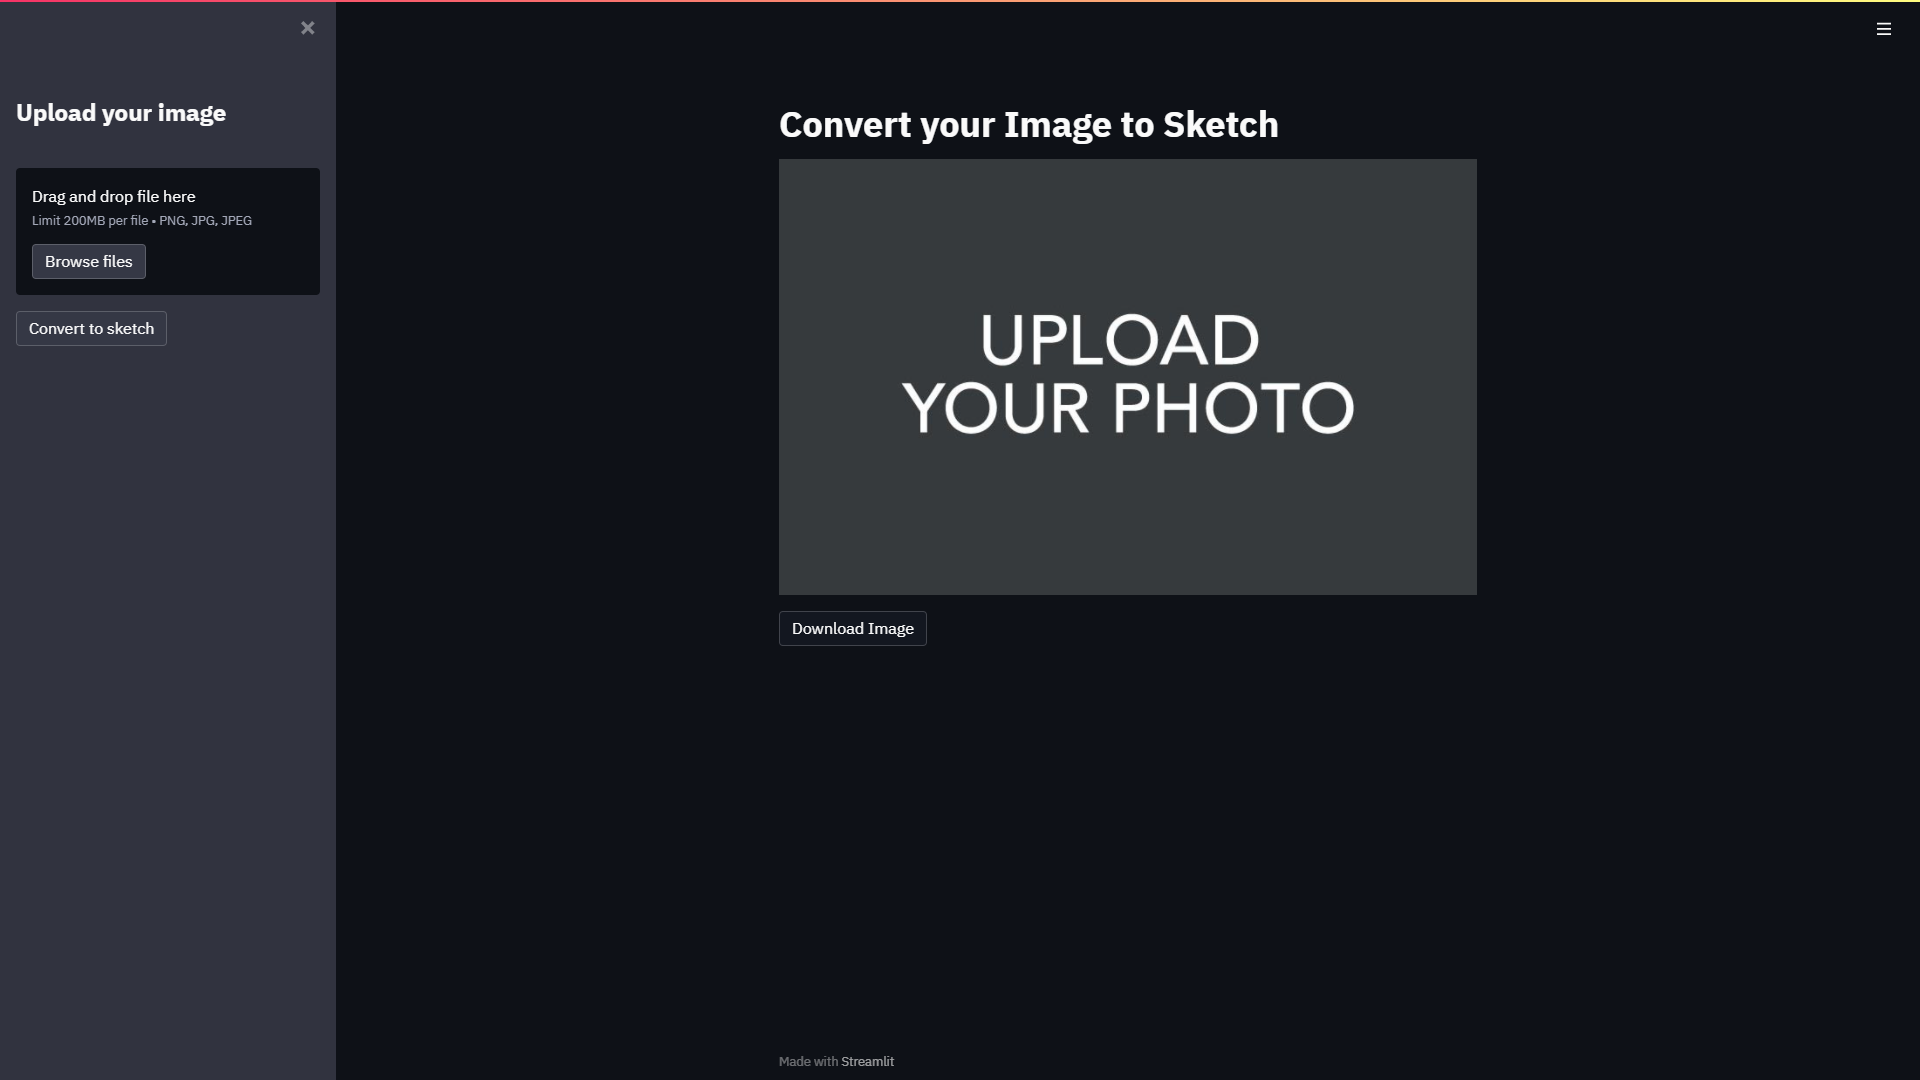 Upload your image
Drag and drop file here
Limit 200MB per file • PNG, JPG, JPEG
Browse files
Convert to sketch
Convert your Image to Sketch
UPLOAD
YOUR PHOTO
Download Image
Made with Streamlit